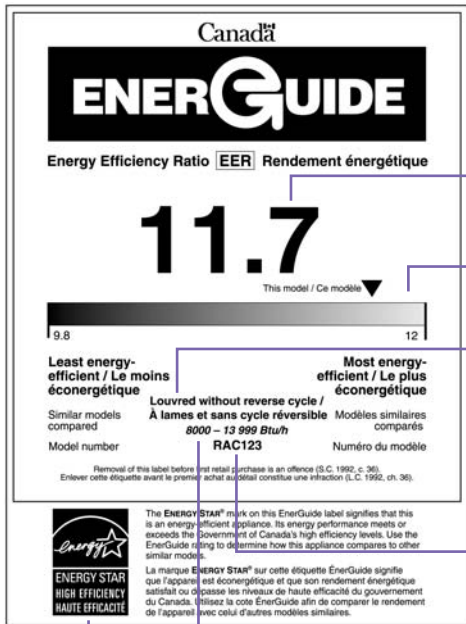 Canada
ENERGUIDE
Energy Efficiency Ratio EER Rendement énergétique
11.7
This model / Ce modèle
9.8 12
Least energy-
efficient / Le moins
éconergétique
Most energy-
efficient / Le plus
éconergétique
Louvred without reverse cycle /
À lames et sans cycle réversible
8000 – 13 999 Btu/h
Similar models
compared
Modèles similaires
comparés
Model number RAC123 Numéro du modèle
Removal of this label before first retail purchase is an offence (S.C. 1992, c. 36).
Enlever cette étiquette avant le premier achat au détail constitue une infraction (L.C. 1992, ch. 36).
energy
ENERGY STAR
HIGH EFFICIENCY
HAUTE EFFICACITÉ
The ENERGY STAR® mark on this EnerGuide label signifies that this
is an energy-efficient appliance. Its energy performance meets or
exceeds the Government of Canada's high efficiency levels. Use the
EnerGuide rating to determine how this appliance compares to other
similar models.
La marque ENERGY STAR® sur cette étiquette ÉnerGuide signifie
que l'appareil est éconergétique et que son rendement énergétique
satisfait ou dépasse les niveaux de haute efficacité du gouvernement
du Canada. Utilisez la cote ÉnerGuide afin de comparer le rendement
de l'appareil avec celui d'autres modèles similaires.